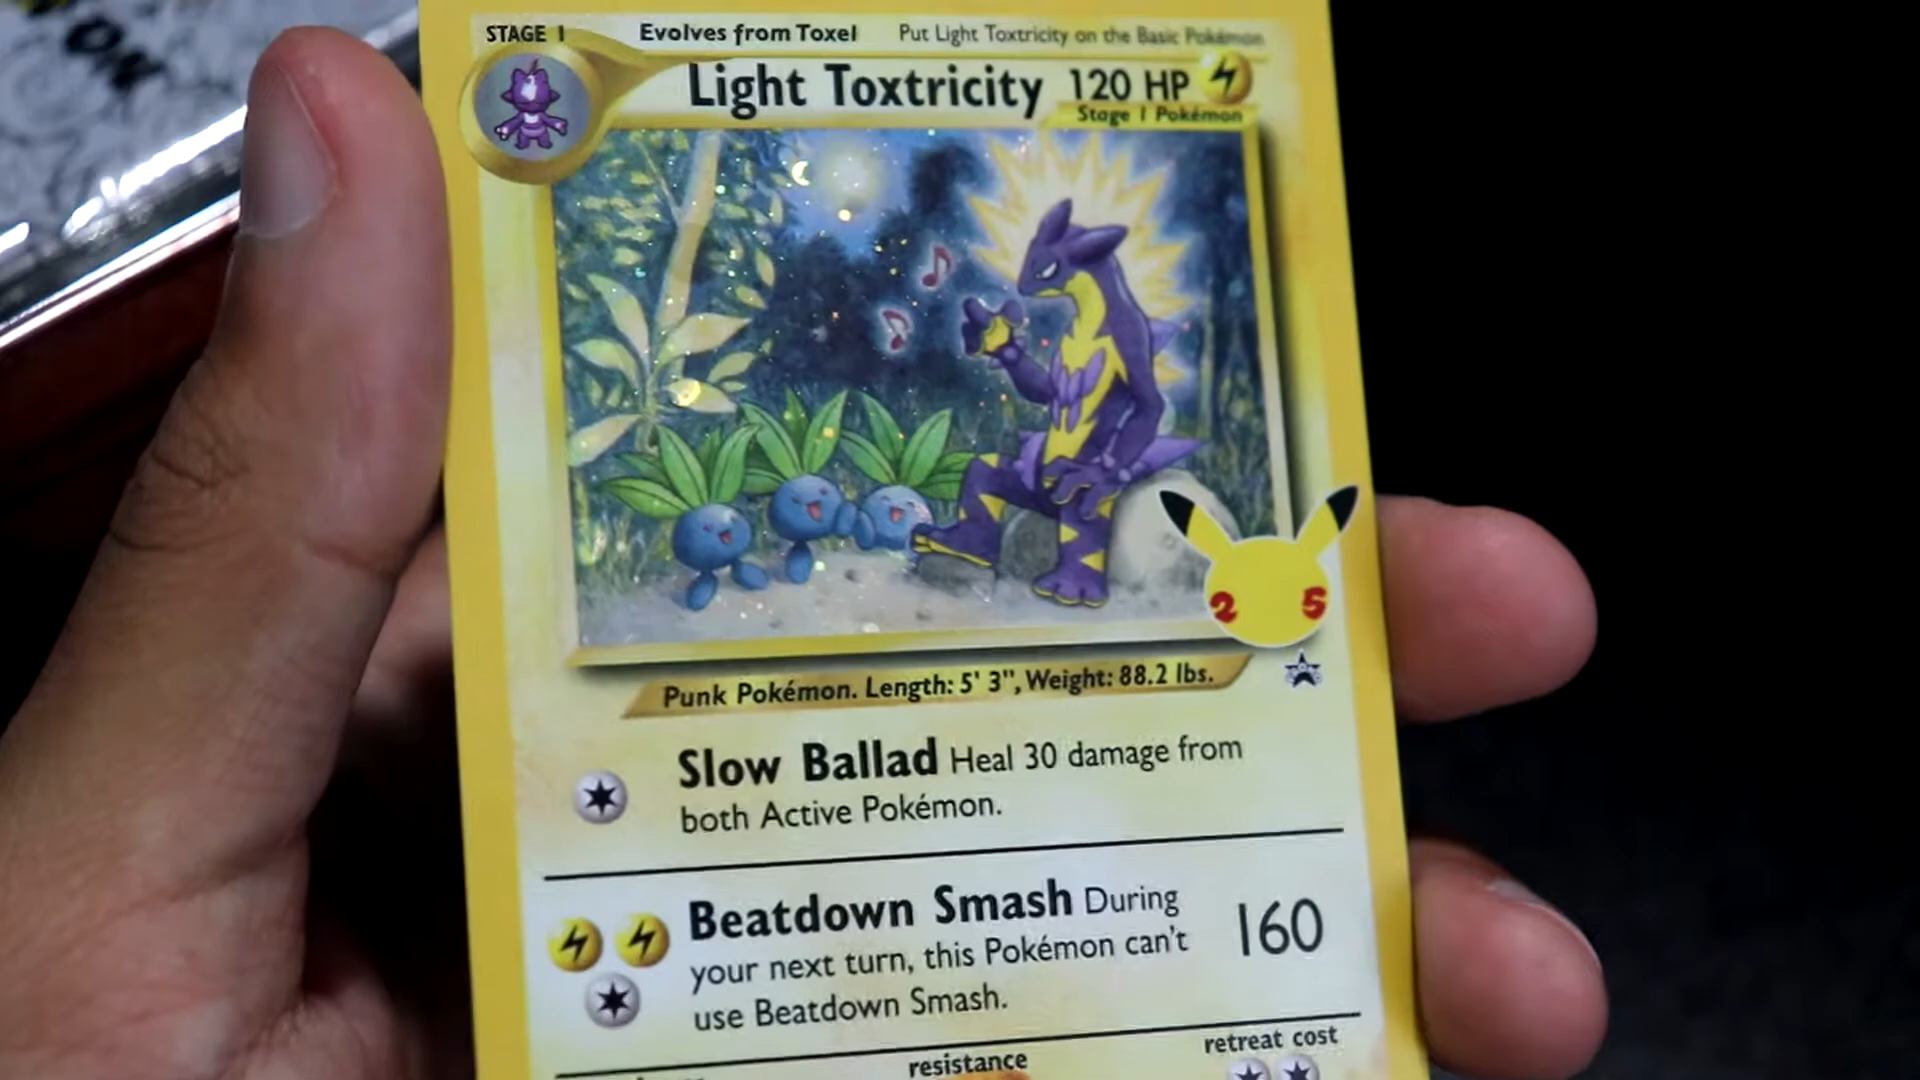 ON
STAGE 1 Evolves from Toxel Put Light Toxtricity on the Basic Pokémon
Light Toxtricity 120 HP
Stage 1 Pokémon
2 5
Punk Pokémon. Length: 5' 3", Weight: 88.2 lbs.
Slow Ballad Heal 30 damage from
both Active Pokémon.
Beatdown Smash During
your next turn, this Pokémon can't
use Beatdown Smash.
160
resistance
retreat cost